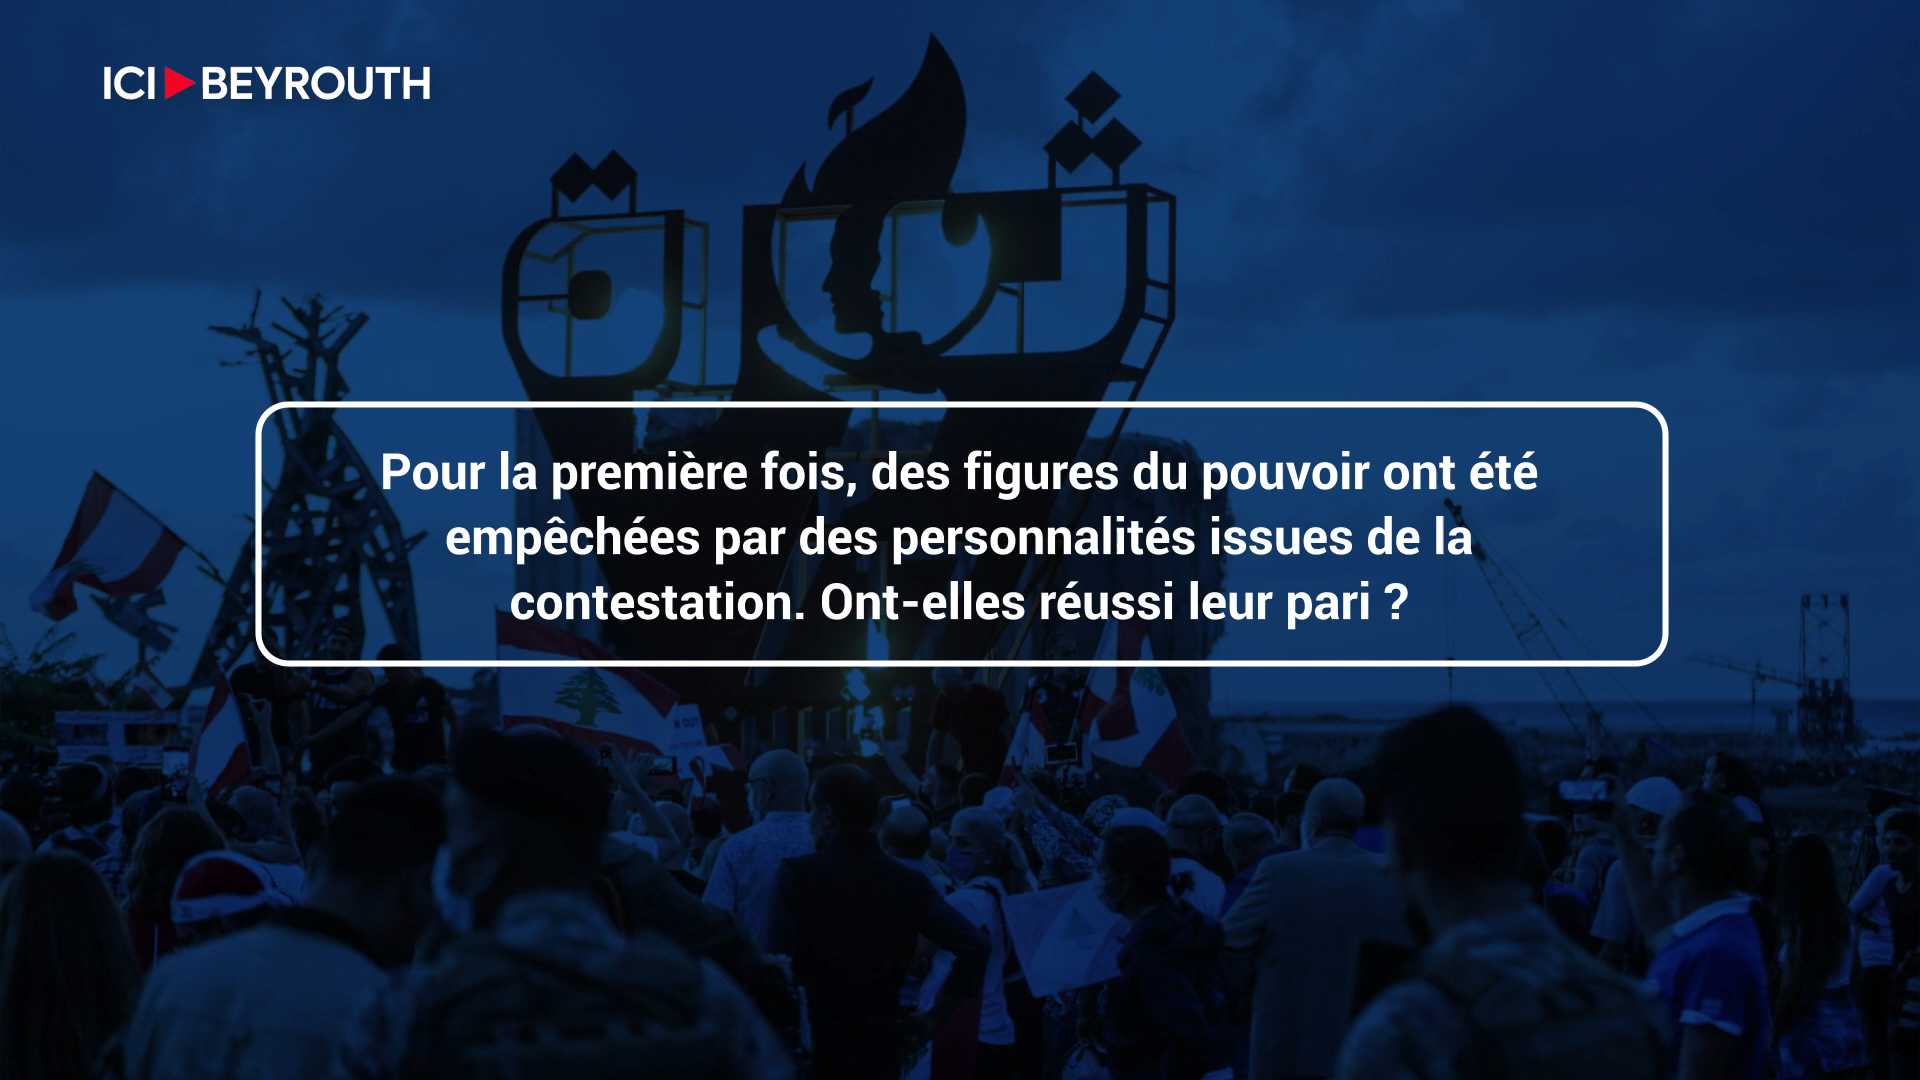 ICI BEYROUTH
Pour la première fois, des figures du pouvoir ont été
empêchées par des personnalités issues de la
contestation. Ont-elles réussi leur pari ?